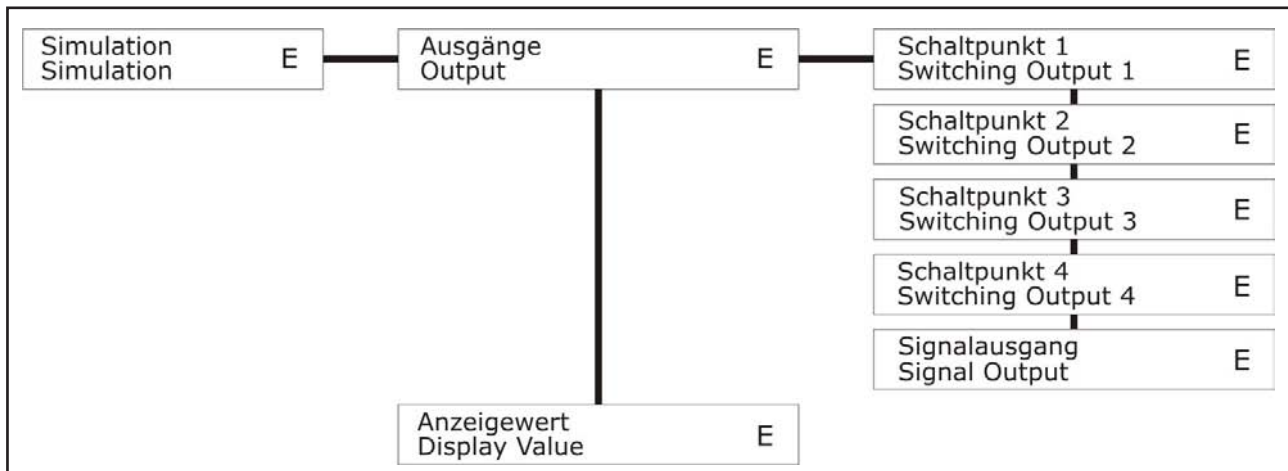 Simulation
Simulation
E
Ausgänge
Output
E
Schaltpunkt 1
Switching Output 1
E
Schaltpunkt 2
Switching Output 2
E
Schaltpunkt 3
Switching Output 3
E
Schaltpunkt 4
Switching Output 4
E
Signalausgang
Signal Output
E
Anzeigewert
Display Value
E